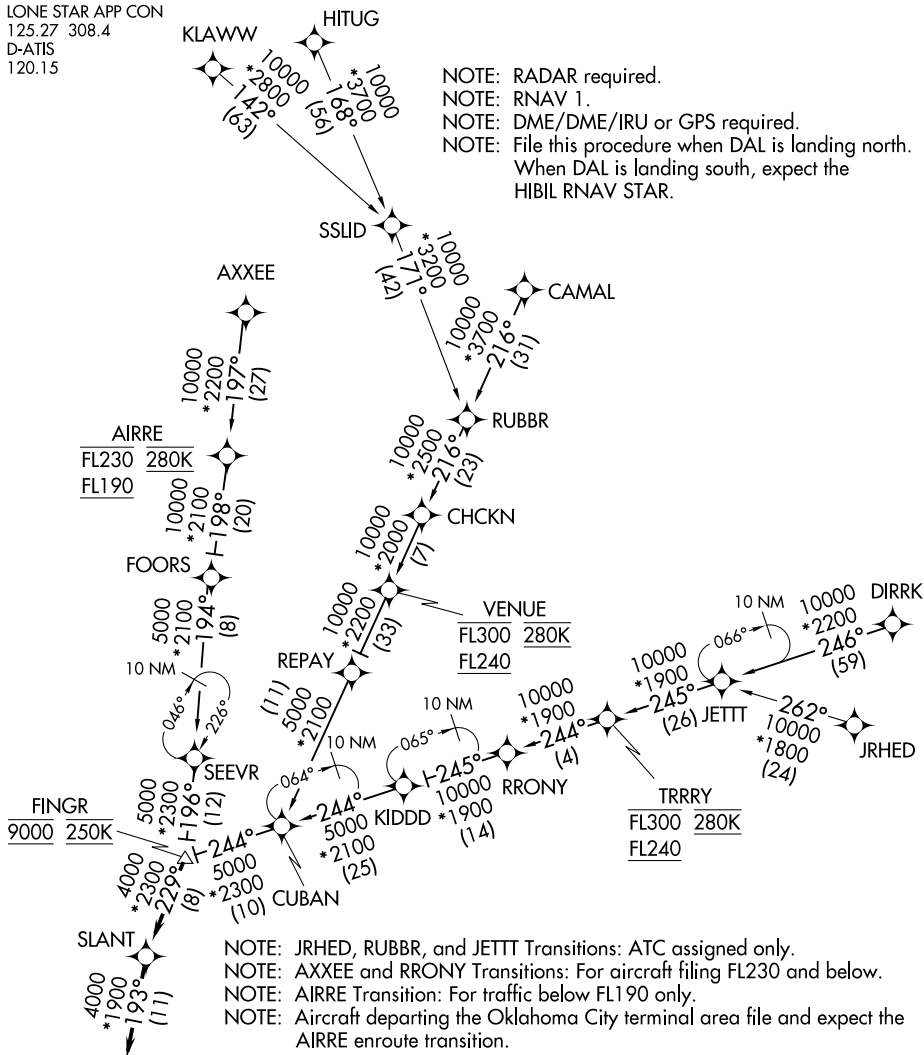 LONE STAR APP CON
125.27 308.4
D-ATIS
120.15
KLAWW
HITUG
10000
*2800
142°
(63)
10000
*3700
168°
(56)
NOTE: RADAR required.
NOTE: RNAV 1.
NOTE: DME/DME/IRU or GPS required.
NOTE: File this procedure when DAL is landing north.
When DAL is landing south, expect the
HIBIL RNAV STAR.
SSLID
10000
*3200
171°
(42)
AXXEE
CAMAL
10000
*3700
216°
(31)
10000
*2200
197°
(27)
RUBBR
AIRRE
FL230 280K
FL190
10000
*2500
216°
(23)
10000
*2100
198°
(20)
CHCKN
10000
*2000
(7)
FOORS
VENUE
FL300 280K
FL240
5000
*2100
194°
(8)
10000
*2200
(33)
DIRRK
10 NM
066°
10000
*2200
246°
(59)
REPAY
10 NM
046°
226°
(11)
5000
*2100
10000
*1900
245°
(26)
JETTT
262°
10000
*1800
(24)
JRHED
10000
*1900
244°
(4)
10 NM
065°
10 NM
064°
SEEVR
RRONY
KIDDD
245°
10000
*1900
(14)
TRRRY
FL300 280K
FL240
5000
*2300
196°
(12)
FINGR
9000 250K
244°
5000
*2100
(25)
244°
5000
*2300
(10)
CUBAN
4000
*2300
229°
(8)
SLANT
4000
*1900
193°
(11)
NOTE: JRHED, RUBBR, and JETTT Transitions: ATC assigned only.
NOTE: AXXEE and RRONY Transitions: For aircraft filing FL230 and below.
NOTE: AIRRE Transition: For traffic below FL190 only.
NOTE: Aircraft departing the Oklahoma City terminal area file and expect the
AIRRE enroute transition.